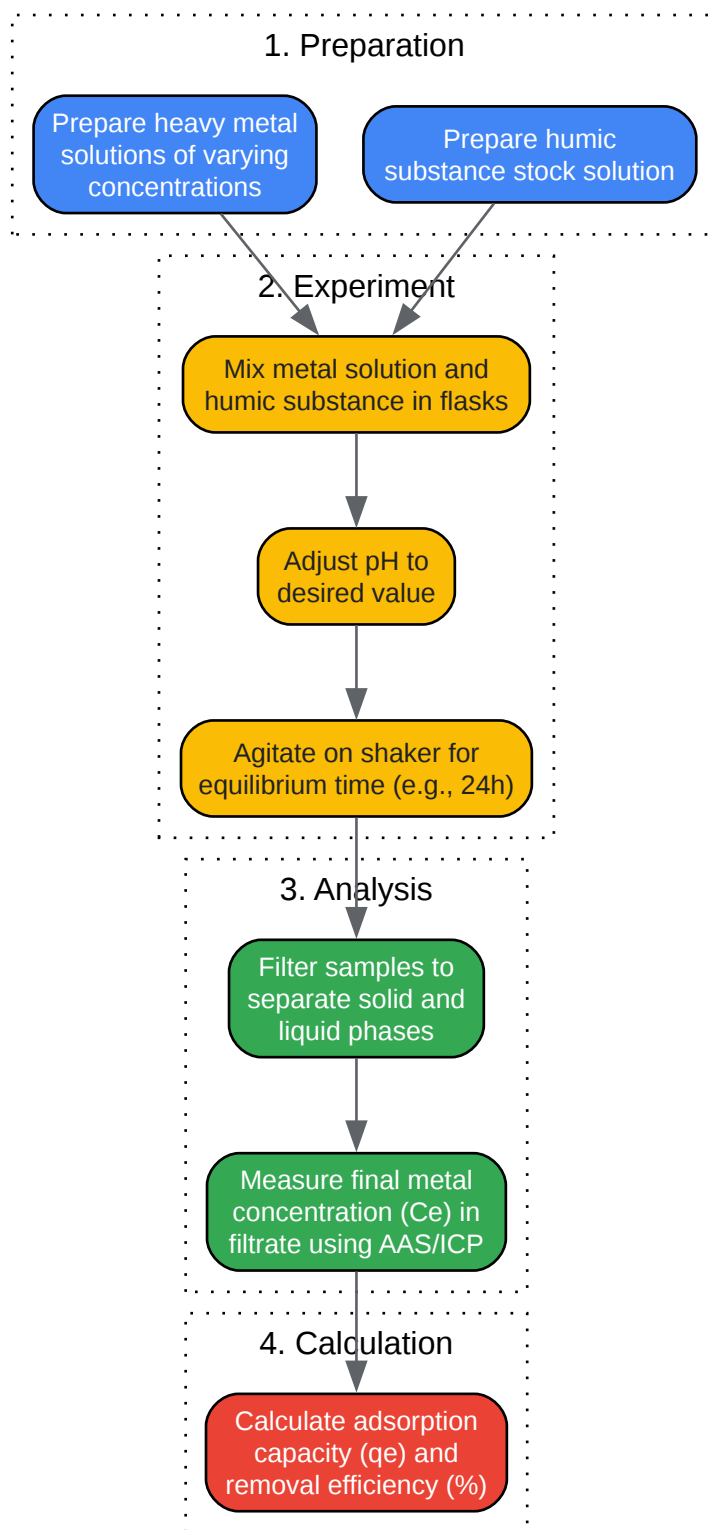 1. Preparation
Prepare heavy metal
solutions of varying
concentrations
Prepare humic
substance stock solution
2. Experiment
Mix metal solution and
humic substance in flasks
Adjust pH to
desired value
Agitate on shaker for
equilibrium time (e.g., 24h)
3. Analysis
Filter samples to
separate solid and
liquid phases
Measure final metal
concentration (Ce) in
filtrate using AAS/ICP
4. Calculation
Calculate adsorption
capacity (qe) and
removal efficiency (%)